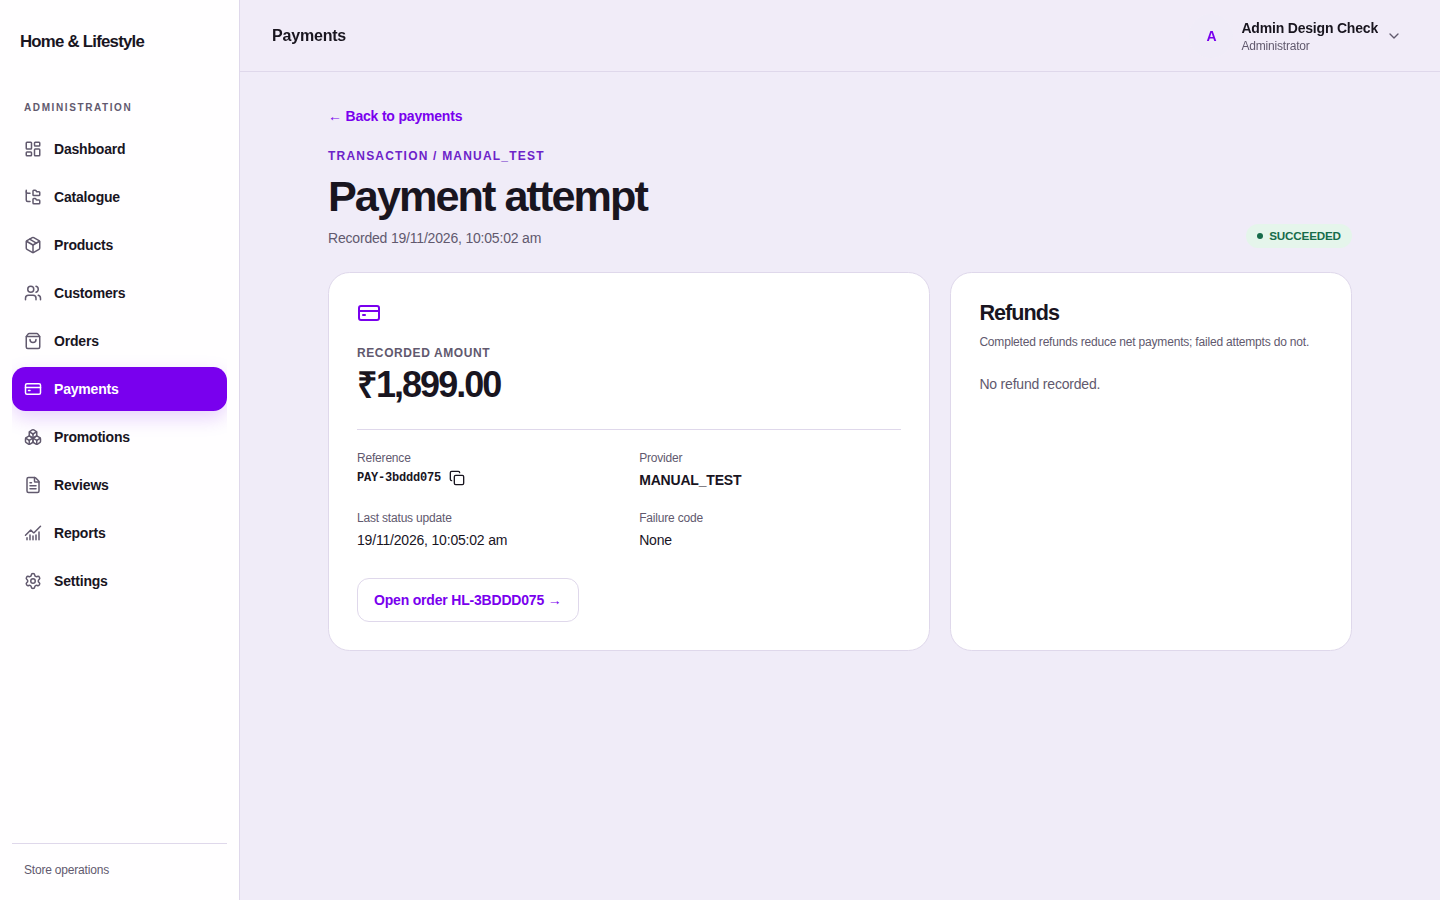 Home & Lifestyle
ADMINISTRATION
Dashboard
Catalogue
Products
Customers
Orders
Payments
Promotions
Reviews
Reports
Settings
Store operations
Payments
A
Admin Design Check
Administrator
← Back to payments
TRANSACTION / MANUAL_TEST
Payment attempt
Recorded 19/11/2026, 10:05:02 am
SUCCEEDED
RECORDED AMOUNT
₹1,899.00
Reference
PAY-3bddd075
Provider
MANUAL_TEST
Last status update
19/11/2026, 10:05:02 am
Failure code
None
Open order HL-3BDDD075 →
Refunds
Completed refunds reduce net payments; failed attempts do not.
No refund recorded.